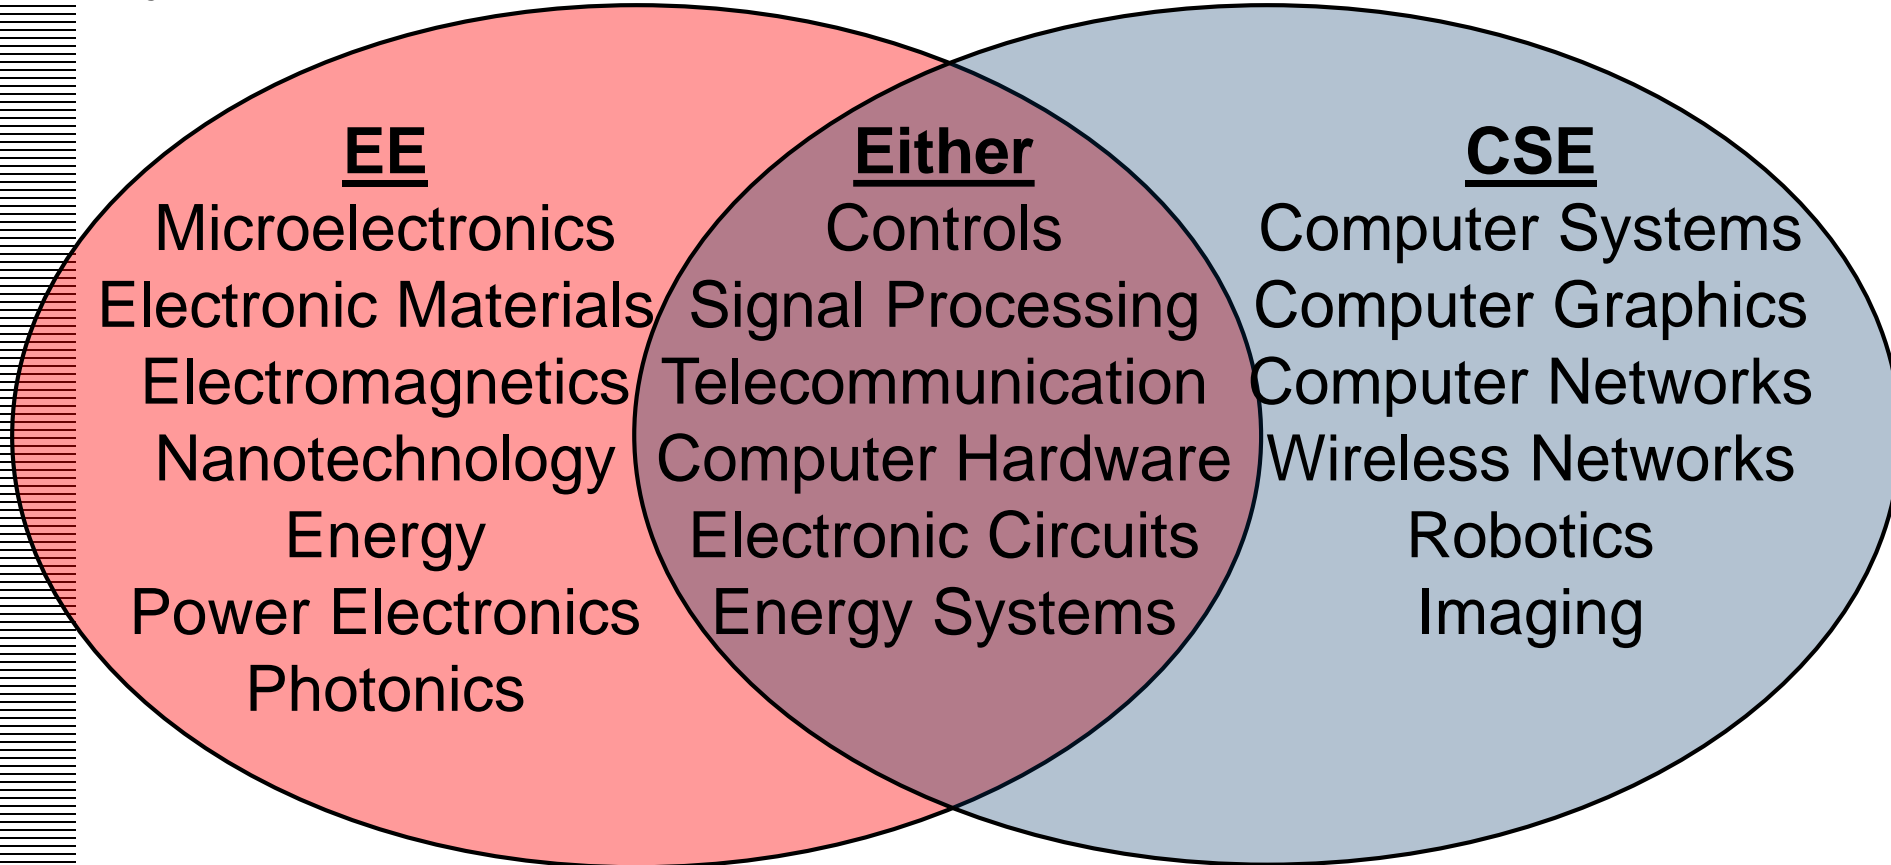 EE
Microelectronics
Electronic Materials
Electromagnetics
Nanotechnology
Energy
Power Electronics
Photonics
Either
Controls
Signal Processing
Telecommunication
Computer Hardware
Electronic Circuits
Energy Systems
CSE
Computer Systems
Computer Graphics
Computer Networks
Wireless Networks
Robotics
Imaging